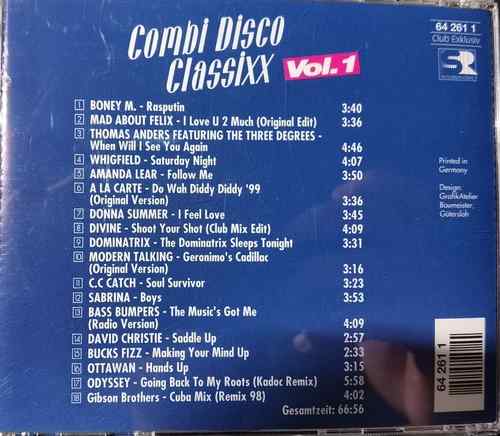 Combi Disco
Classixx Vol.1
64 261 1
Club Exklusiv
SR
1 BONEY M. - Rasputin 3:40
2 MAD ABOUT FELIX - I Love U 2 Much (Original Edit) 3:36
3 THOMAS ANDERS FEATURING THE THREE DEGREES -
When Will I See You Again 4:46
4 WHIGFIELD - Saturday Night 4:07
5 AMANDA LEAR - Follow Me 3:50
6 A LA CARTE - Do Wah Diddy Diddy '99
(Original Version) 3:36
7 DONNA SUMMER - I Feel Love 3:45
8 DIVINE - Shoot Your Shot (Club Mix Edit) 4:09
9 DOMINATRIX - The Dominatrix Sleeps Tonight 3:31
10 MODERN TALKING - Geronimo's Cadillac
(Original Version) 3:16
11 C.C CATCH - Soul Survivor 3:23
12 SABRINA - Boys 3:53
13 BASS BUMPERS - The Music's Got Me
(Radio Version) 4:09
14 DAVID CHRISTIE - Saddle Up 2:57
15 BUCKS FIZZ - Making Your Mind Up 2:33
16 OTTAWAN - Hands Up 3:15
17 ODYSSEY - Going Back To My Roots (Kadoc Remix) 5:58
18 Gibson Brothers - Cuba Mix (Remix 98) 4:02
Gesamtzeit: 66:56
Printed in
Germany
Design:
GrafikAtelier
Baumeister,
Gütersloh
64 261 1